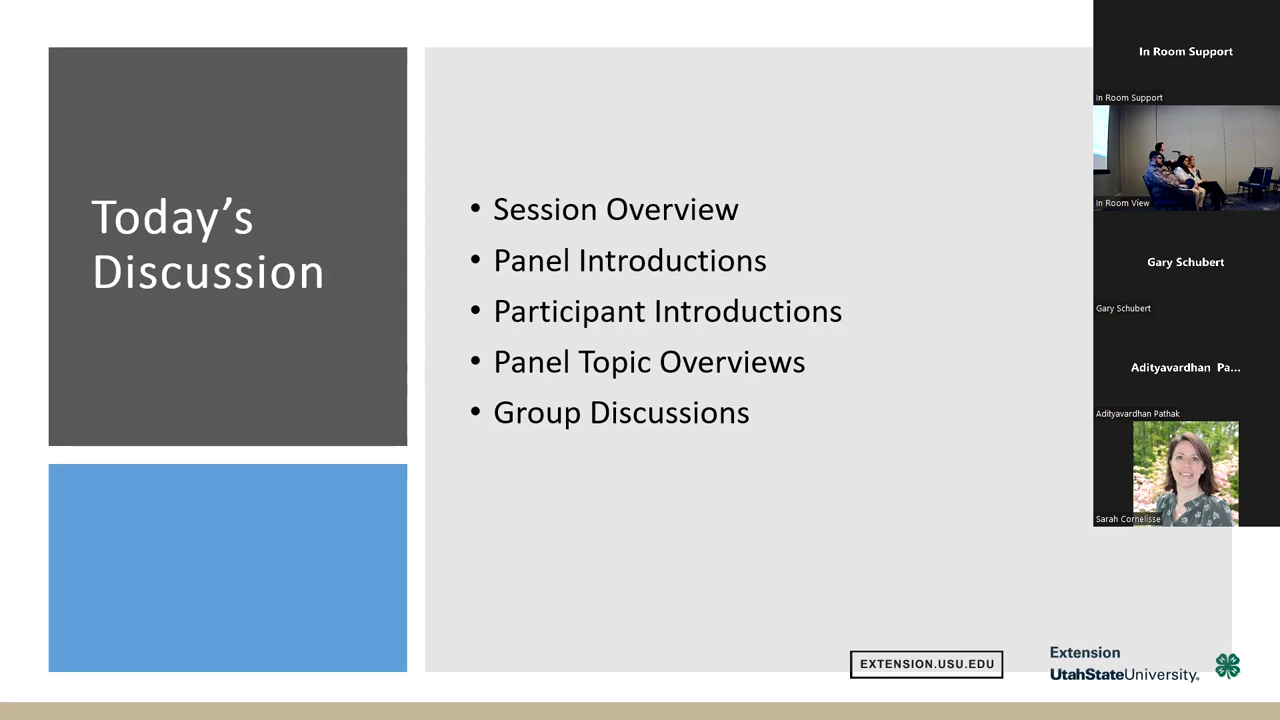 Today’s
Discussion
• Session Overview
• Panel Introductions
• Participant Introductions
• Panel Topic Overviews
• Group Discussions
EXTENSION.USU.EDU
Extension
UtahStateUniversity.
In Room Support
In Room Support
In Room View
Gary Schubert
Gary Schubert
Adityavardhan Pa...
Adityavardhan Pathak
Sarah Cornelisse